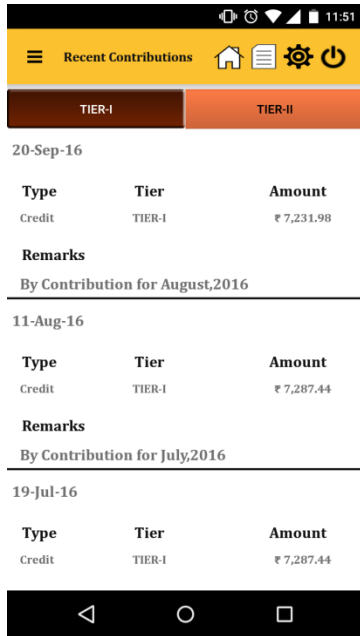 11:51
Recent Contributions
TIER-I TIER-II
20-Sep-16
Type Tier Amount
Credit TIER-I ₹ 7,231.98
Remarks
By Contribution for August,2016
11-Aug-16
Type Tier Amount
Credit TIER-I ₹ 7,287.44
Remarks
By Contribution for July,2016
19-Jul-16
Type Tier Amount
Credit TIER-I ₹ 7,287.44